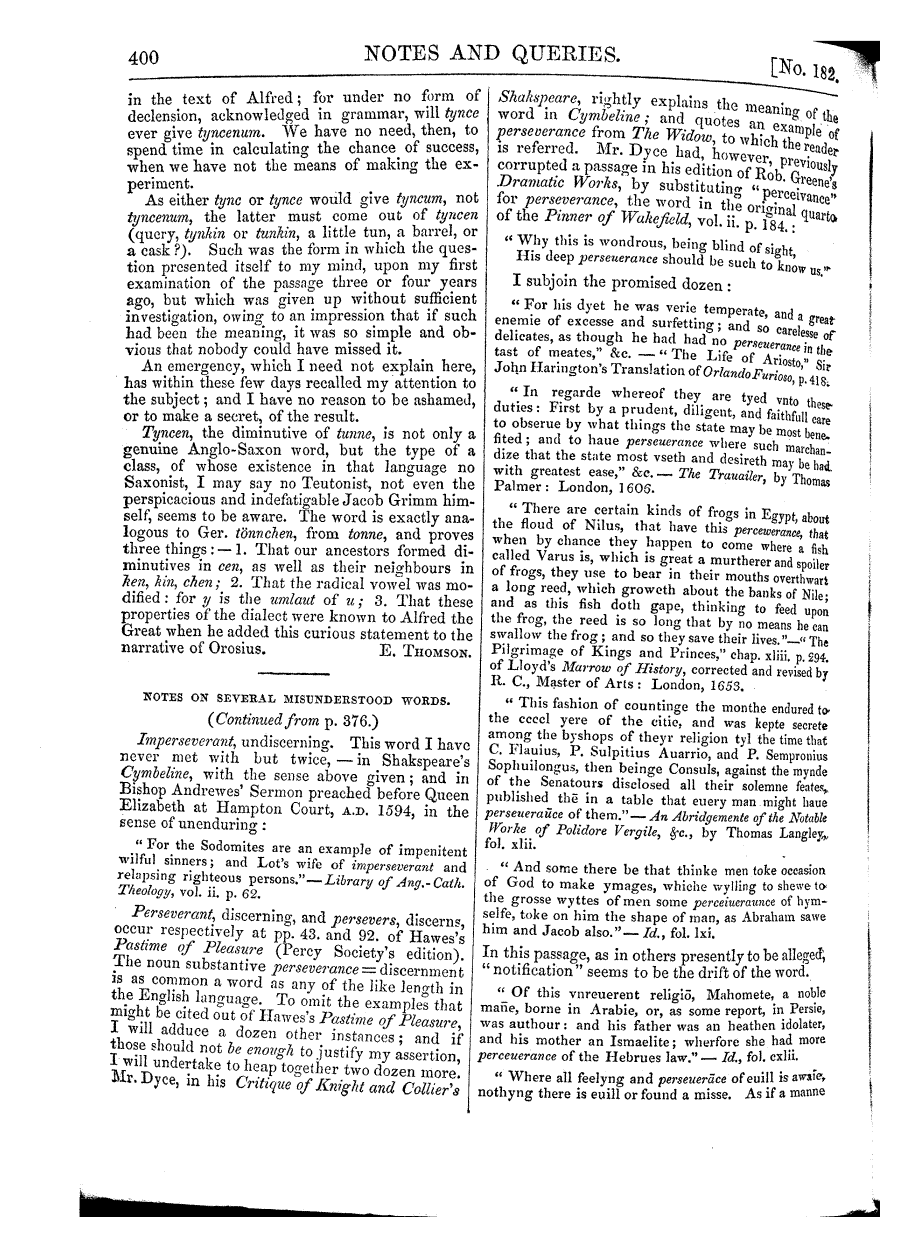 400 NOTES AND QUERIES. [No. 182.
in the text of Alfred; for under no form of
declension, acknowledged in grammar, will tynce
ever give tyncenum. We have no need, then, to
spend time in calculating the chance of success,
when we have not the means of making the ex-
periment.
As either tync or tynce would give tyncum, not
tyncenum, the latter must come out of tyncen
(query, tynkin or tunkin, a little tun, a barrel, or
a cask?). Such was the form in which the ques-
tion presented itself to my mind, upon my first
examination of the passage three or four years
ago, but which was given up without sufficient
investigation, owing to an impression that if such
had been the meaning, it was so simple and ob-
vious that nobody could have missed it.
An emergency, which I need not explain here,
has within these few days recalled my attention to
the subject; and I have no reason to be ashamed,
or to make a secret, of the result.
Tyncen, the diminutive of tunne, is not only a
genuine Anglo-Saxon word, but the type of a
class, of whose existence in that language no
Saxonist, I may say no Teutonist, not even the
perspicacious and indefatigable Jacob Grimm him-
self, seems to be aware. The word is exactly ana-
logous to Ger. tönnchen, from tonne, and proves
three things:—1. That our ancestors formed di-
minutives in cen, as well as their neighbours in
ken, kin, chen; 2. That the radical vowel was mo-
dified: for y is the umlaut of u; 3. That these
properties of the dialect were known to Alfred the
Great when he added this curious statement to the
narrative of Orosius. E. THOMSON.
NOTES ON SEVERAL MISUNDERSTOOD WORDS.
(Continued from p. 376.)
Imperseverant, undiscerning. This word I have
never met with but twice,—in Shakspeare's
Cymbeline, with the sense above given; and in
Bishop Andrewes' Sermon preached before Queen
Elizabeth at Hampton Court, A.D. 1594, in the
sense of unenduring:
"For the Sodomites are an example of impenitent
wilful sinners; and Lot's wife of imperseverant and
relapsing righteous persons."—Library of Ang.-Cath.
Theology, vol. ii. p. 62.
Perseverant, discerning, and persevers, discerns,
occur respectively at pp. 43. and 92. of Hawes's
Pastime of Pleasure (Percy Society's edition).
The noun substantive perseverance=discernment
is as common a word as any of the like length in
the English language. To omit the examples that
might be cited out of Hawes's Pastime of Pleasure,
I will adduce a dozen other instances; and if
those should not be enough to justify my assertion,
I will undertake to heap together two dozen more.
Mr. Dyce, in his Critique of Knight and Collier's
Shakspeare, rightly explains the meaning of the
word in Cymbeline; and quotes an example of
perseverance from The Widow, to which the reader
is referred. Mr. Dyce had, however, previously
corrupted a passage in his edition of Rob. Greene's
Dramatic Works, by substituting "perceivance"
for perseverance, the word in the original quarto
of the Pinner of Wakefield, vol. ii. p. 184.:
"Why this is wondrous, being blind of sight,
His deep perseuerance should be such to know us."
I subjoin the promised dozen:
"For his dyet he was verie temperate, and a great
enemie of excesse and surfetting; and so carelesse of
delicates, as though he had had no perseuerance in the
tast of meates," &c.—"The Life of Ariosto," Sir
John Harington's Translation of Orlando Furioso, p. 418.
"In regarde whereof they are tyed vnto these
duties: First by a prudent, diligent, and faithfull care
to obserue by what things the state may be most bene-
fited; and to haue perseuerance where such marchan-
dize that the state most vseth and desireth may be had
with greatest ease," &c.—The Trauailer, by Thomas
Palmer: London, 1606.
"There are certain kinds of frogs in Egypt, about
the floud of Nilus, that have this percewerance, that
when by chance they happen to come where a fish
called Varus is, which is great a murtherer and spoiler
of frogs, they use to bear in their mouths overthwart
a long reed, which groweth about the banks of Nile;
and as this fish doth gape, thinking to feed upon
the frog, the reed is so long that by no means he can
swallow the frog; and so they save their lives."—"The
Pilgrimage of Kings and Princes," chap. xliii. p. 294.
of Lloyd's Marrow of History, corrected and revised by
R. C., Master of Arts: London, 1653.
"This fashion of countinge the monthe endured to
the ccccl yere of the citie, and was kepte secrete
among the byshops of theyr religion tyl the time that
C. Flauius, P. Sulpitius Auarrio, and P. Sempronius
Sophuilongus, then beinge Consuls, against the mynde
of the Senatours disclosed all their solemne feates,
published thē in a table that euery man might haue
perseueraūce of them."—An Abridgemente of the Notable
Worke of Polidore Vergile, &c., by Thomas Langley,
fol. xlii.
"And some there be that thinke men toke occasion
of God to make ymages, whiche wylling to shewe to
the grosse wyttes of men some perceiueraunce of hym-
selfe, toke on him the shape of man, as Abraham sawe
him and Jacob also."—Id., fol. lxi.
In this passage, as in others presently to be alleged,
"notification" seems to be the drift of the word.
"Of this vnreuerent religiō, Mahomete, a noble
mañe, borne in Arabie, or, as some report, in Persie,
was authour: and his father was an heathen idolater,
and his mother an Ismaelite; wherfore she had more
perceuerance of the Hebrues law."—Id., fol. cxlii.
"Where all feelyng and perseuerāce of euill is awaie,
nothyng there is euill or found a misse. As if a manne